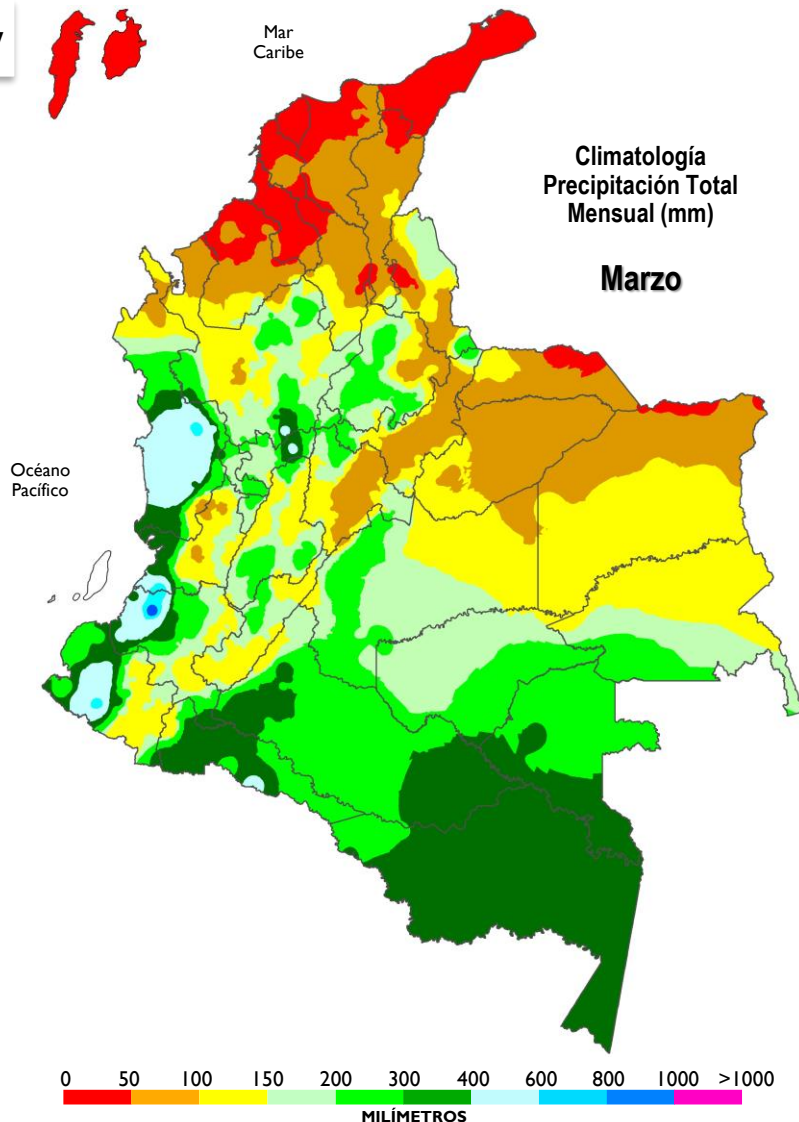 Mar
Caribe
Climatología
Precipitación Total
Mensual (mm)
Marzo
Océano
Pacífico
0 50 100 150 200 300 400 600 800 1000 >1000
MILÍMETROS